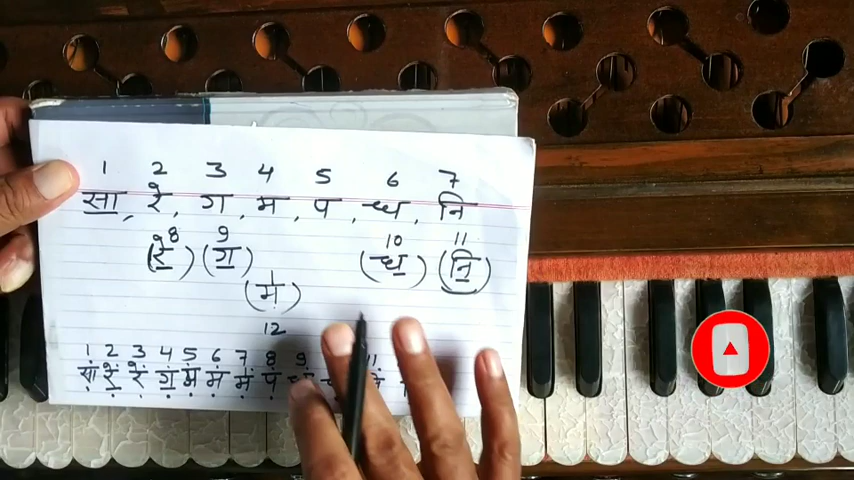 1 2 3 4 5 6 7
सा, रे, ग, म, प, ध, नि
8 9 10 11
(रे) (ग) (ध) (नि)
(म)
12
1 2 3 4 5 6 7 8 9 11
सा रे रे ग म म म प